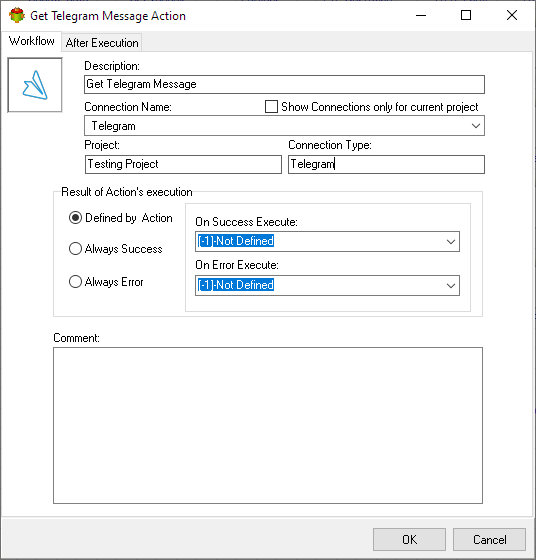 Get Telegram Message Action
Workflow After Execution
Description:
Get Telegram Message
Connection Name:
Show Connections only for current project
Telegram
Project:
Connection Type:
Testing Project
Telegram
Result of Action's execution
Defined by Action
Always Success
Always Error
On Success Execute:
[-1]-Not Defined
On Error Execute:
[-1]-Not Defined
Comment:
OK
Cancel